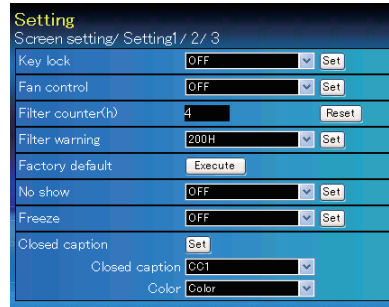 Setting
Screen setting/ Setting1/ 2/ 3
Key lock OFF Set
Fan control OFF Set
Filter counter(h) 4 Reset
Filter warning 200H Set
Factory default Execute
No show OFF Set
Freeze OFF Set
Closed caption Set
Closed caption CC1
Color Color